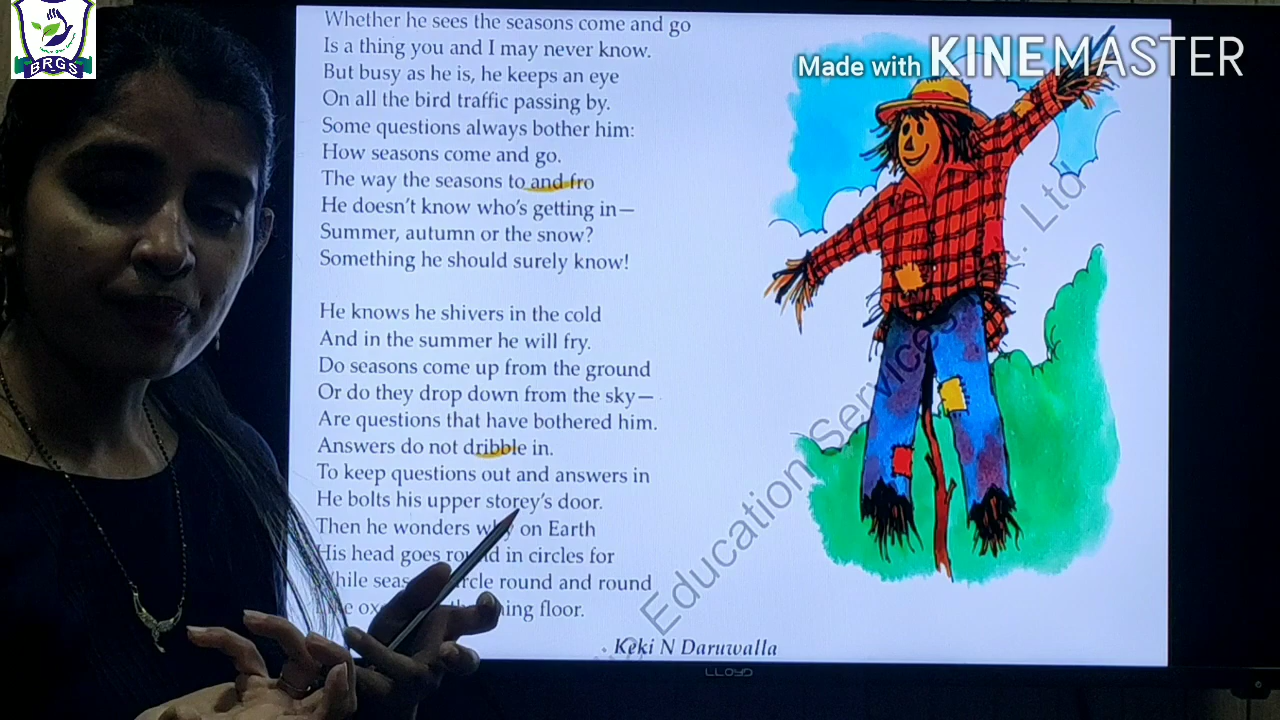 BRGS
Made with KINEMASTER
Whether he sees the seasons come and go
Is a thing you and I may never know.
But busy as he is, he keeps an eye
On all the bird traffic passing by.
Some questions always bother him:
How seasons come and go.
The way the seasons to and fro
He doesn't know who's getting in—
Summer, autumn or the snow?
Something he should surely know!
He knows he shivers in the cold
And in the summer he will fry.
Do seasons come up from the ground
Or do they drop down from the sky—
Are questions that have bothered him.
Answers do not dribble in.
To keep questions out and answers in
He bolts his upper storey's door.
Then he wonders why on Earth
His head goes round in circles for
While seas rcle round and round
floor.
Keki N Daruwalla
Education Services . Ltd
LLOYD